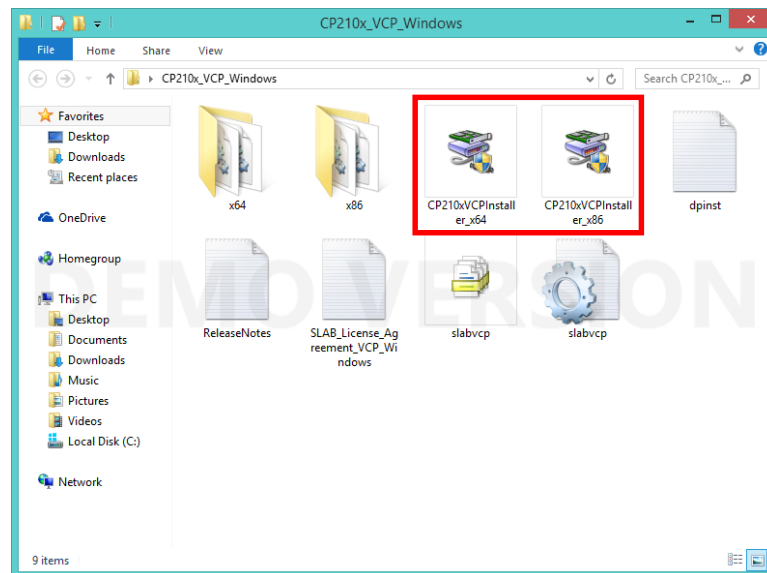 CP210x_VCP_Windows
File Home Share View
CP210x_VCP_Windows
Search CP210x_...
Favorites
Desktop
Downloads
Recent places
OneDrive
Homegroup
This PC
Desktop
Documents
Downloads
Music
Pictures
Videos
Local Disk (C:)
Network
x64
x86
CP210xVCPInstall
er_x64
CP210xVCPInstall
er_x86
dpinst
ReleaseNotes
SLAB_License_Ag
reement_VCP_Wi
ndows
slabvcp
slabvcp
DEMO VERSION
9 items